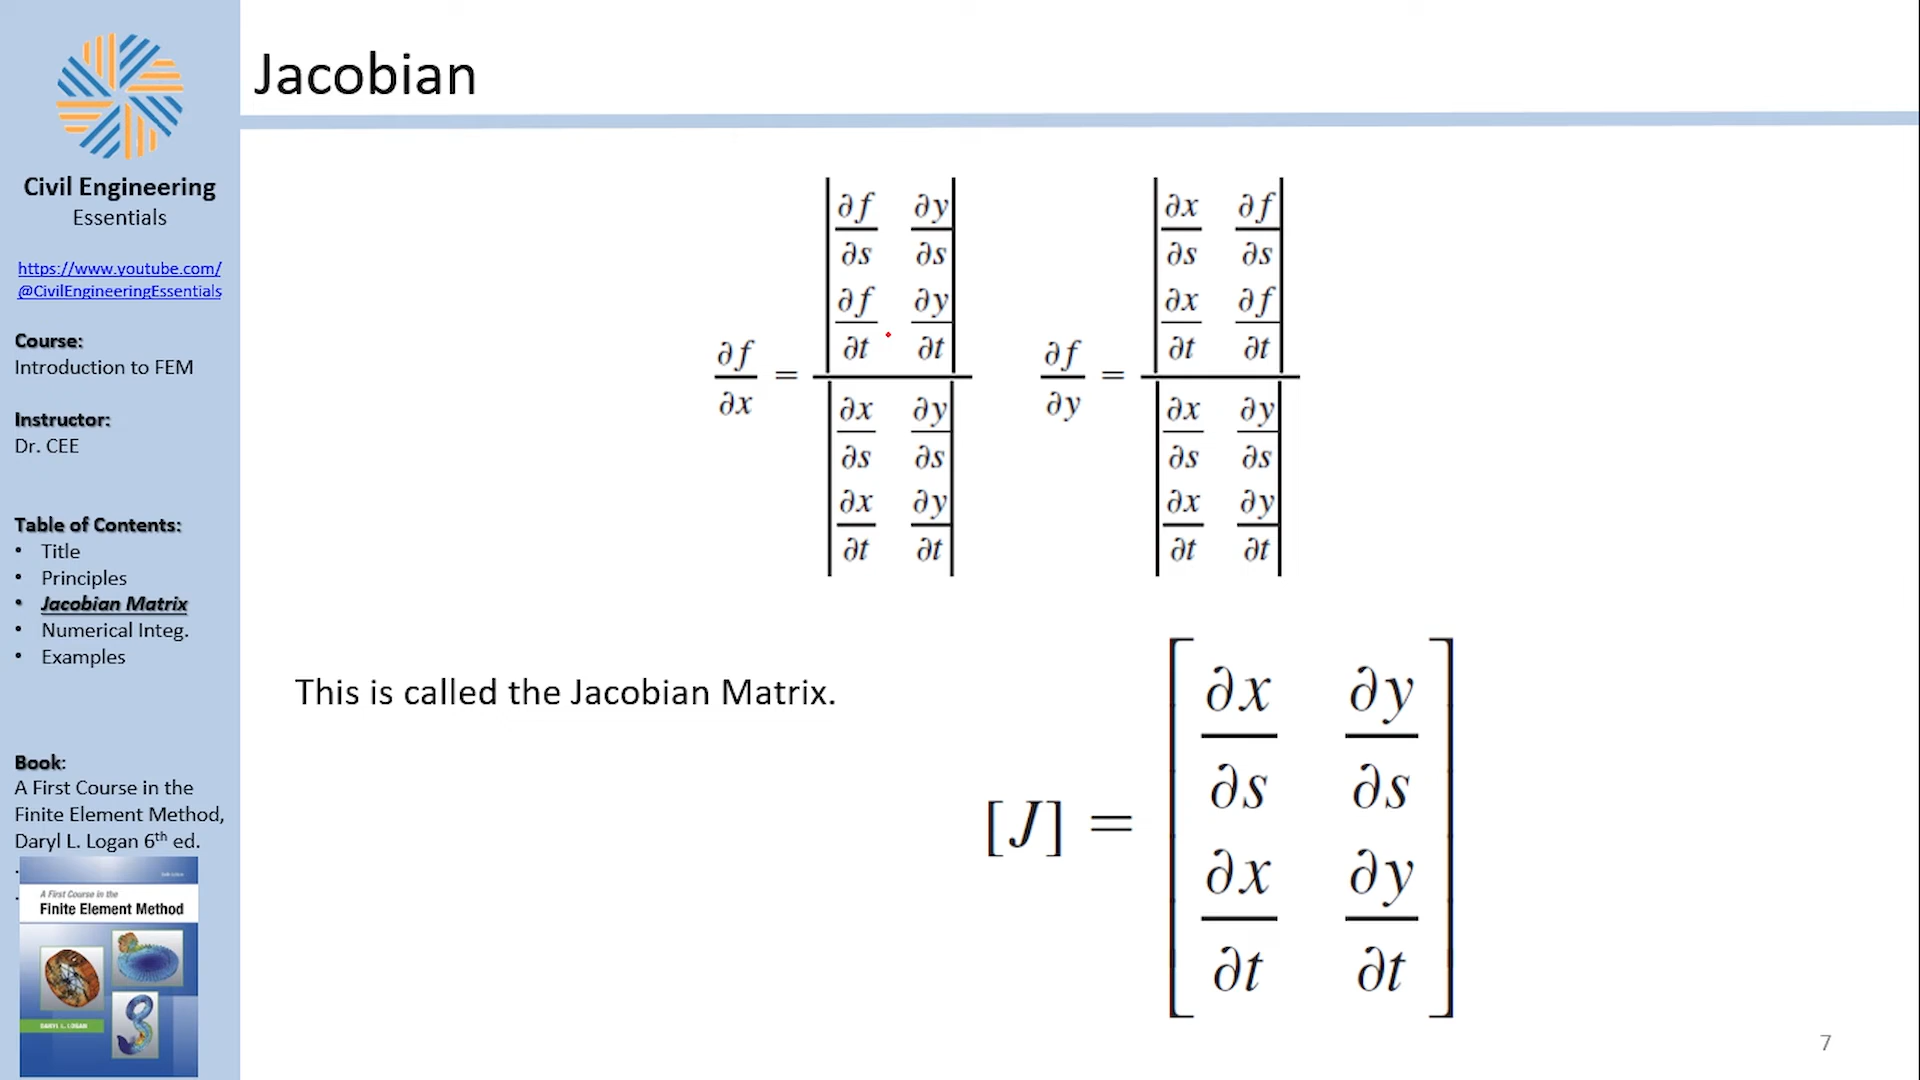 Jacobian
Civil Engineering
Essentials
https://www.youtube.com/
@CivilEngineeringEssentials
Course:
Introduction to FEM
Instructor:
Dr. CEE
Table of Contents:
• Title
• Principles
• Jacobian Matrix
• Numerical Integ.
• Examples
Book:
A First Course in the
Finite Element Method,
Daryl L. Logan 6th ed.
A First Course in the
Finite Element Method
DARYL L. LOGAN
∂f/∂x = |∂f/∂s ∂y/∂s; ∂f/∂t ∂y/∂t| / |∂x/∂s ∂y/∂s; ∂x/∂t ∂y/∂t|
∂f/∂y = |∂x/∂s ∂f/∂s; ∂x/∂t ∂f/∂t| / |∂x/∂s ∂y/∂s; ∂x/∂t ∂y/∂t|
This is called the Jacobian Matrix.
[J] = [∂x/∂s ∂y/∂s; ∂x/∂t ∂y/∂t]
7